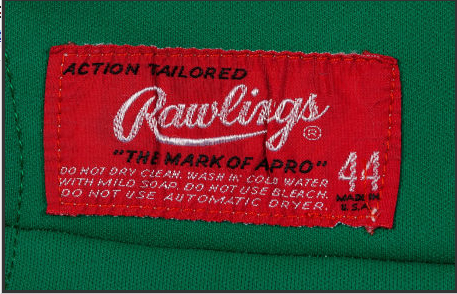 ACTION TAILORED
Rawlings ®
"THE MARK OF A PRO"
DO NOT DRY CLEAN. WASH IN COLD WATER
WITH MILD SOAP. DO NOT USE BLEACH.
DO NOT USE AUTOMATIC DRYER.
44
MADE IN
U.S.A.